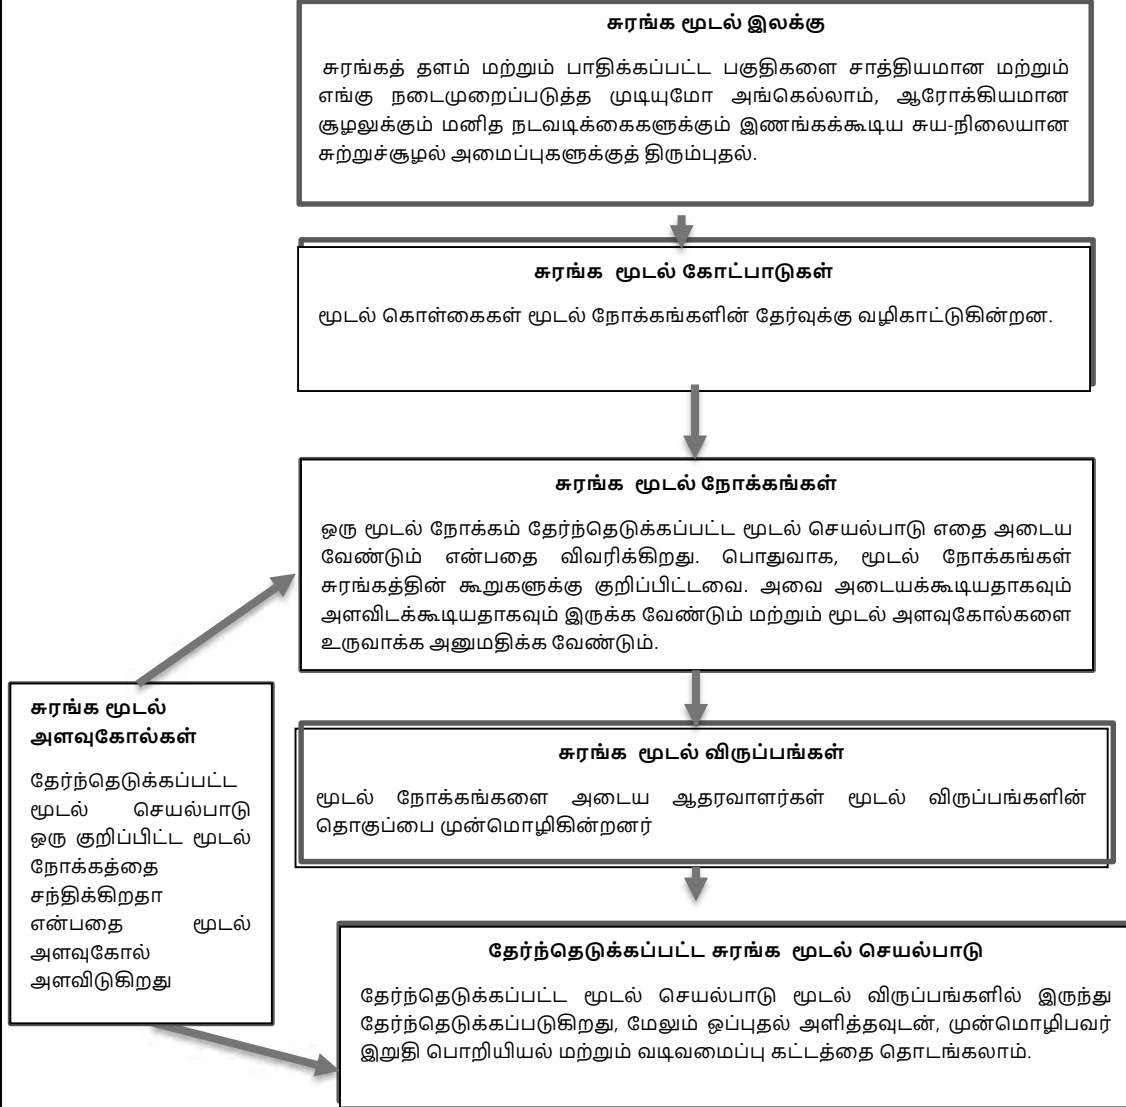 சுரங்க மூடல் இலக்கு
சுரங்கத் தளம் மற்றும் பாதிக்கப்பட்ட பகுதிகளை சாத்தியமான மற்றும்
எங்கு நடைமுறைப்படுத்த முடியுமோ அங்கெல்லாம், ஆரோக்கியமான
சூழலுக்கும் மனித நடவடிக்கைகளுக்கும் இணங்கக்கூடிய சுய-நிலையான
சுற்றுச்சூழல் அமைப்புகளுக்குத் திரும்புதல்.
சுரங்க மூடல் கோட்பாடுகள்
மூடல் கொள்கைகள் மூடல் நோக்கங்களின் தேர்வுக்கு வழிகாட்டுகின்றன.
சுரங்க மூடல் நோக்கங்கள்
ஒரு மூடல் நோக்கம் தேர்ந்தெடுக்கப்பட்ட மூடல் செயல்பாடு எதை அடைய
வேண்டும் என்பதை விவரிக்கிறது. பொதுவாக, மூடல் நோக்கங்கள்
சுரங்கத்தின் கூறுகளுக்கு குறிப்பிட்டவை. அவை அடையக்கூடியதாகவும்
அளவிடக்கூடியதாகவும் இருக்க வேண்டும் மற்றும் மூடல் அளவுகோல்களை
உருவாக்க அனுமதிக்க வேண்டும்.
சுரங்க மூடல்
அளவுகோல்கள்
தேர்ந்தெடுக்கப்பட்ட
மூடல் செயல்பாடு
ஒரு குறிப்பிட்ட மூடல்
நோக்கத்தை
சந்திக்கிறதா
என்பதை மூடல்
அளவுகோல்
அளவிடுகிறது
சுரங்க மூடல் விருப்பங்கள்
மூடல் நோக்கங்களை அடைய ஆதரவாளர்கள் மூடல் விருப்பங்களின்
தொகுப்பை முன்மொழிகின்றனர்
தேர்ந்தெடுக்கப்பட்ட சுரங்க மூடல் செயல்பாடு
தேர்ந்தெடுக்கப்பட்ட மூடல் செயல்பாடு மூடல் விருப்பங்களில் இருந்து
தேர்ந்தெடுக்கப்படுகிறது, மேலும் ஒப்புதல் அளித்தவுடன், முன்மொழிபவர்
இறுதி பொறியியல் மற்றும் வடிவமைப்பு கட்டத்தை தொடங்கலாம்.